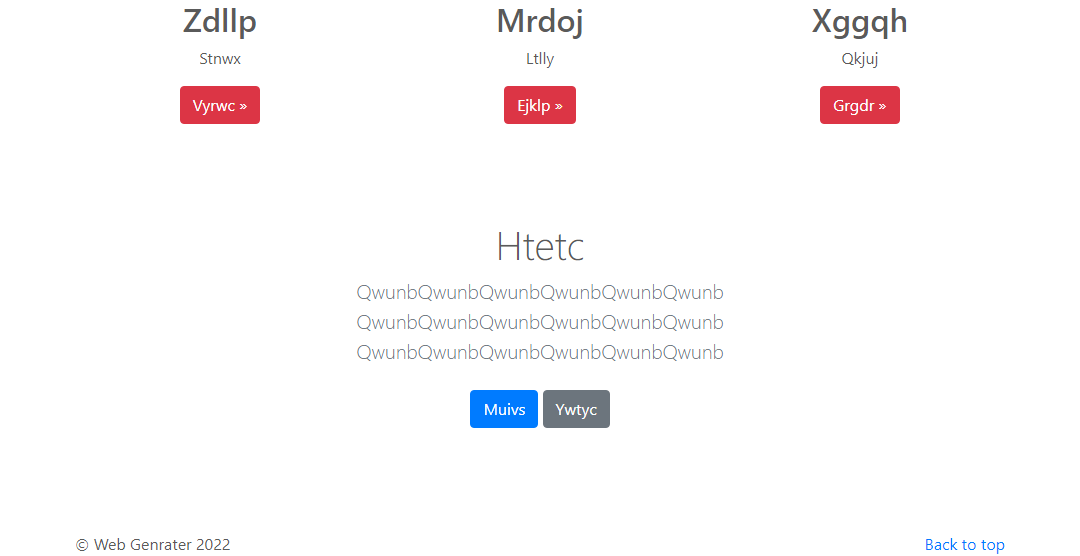 Zdllp Mrdoj Xggqh
Stnwx Ltlly Qkjuj
Vyrwc » Ejklp » Grgdr »
Htetc
QwunbQwunbQwunbQwunbQwunbQwunb
QwunbQwunbQwunbQwunbQwunbQwunb
QwunbQwunbQwunbQwunbQwunbQwunb
Muivs Ywtyc
© Web Genrater 2022 Back to top